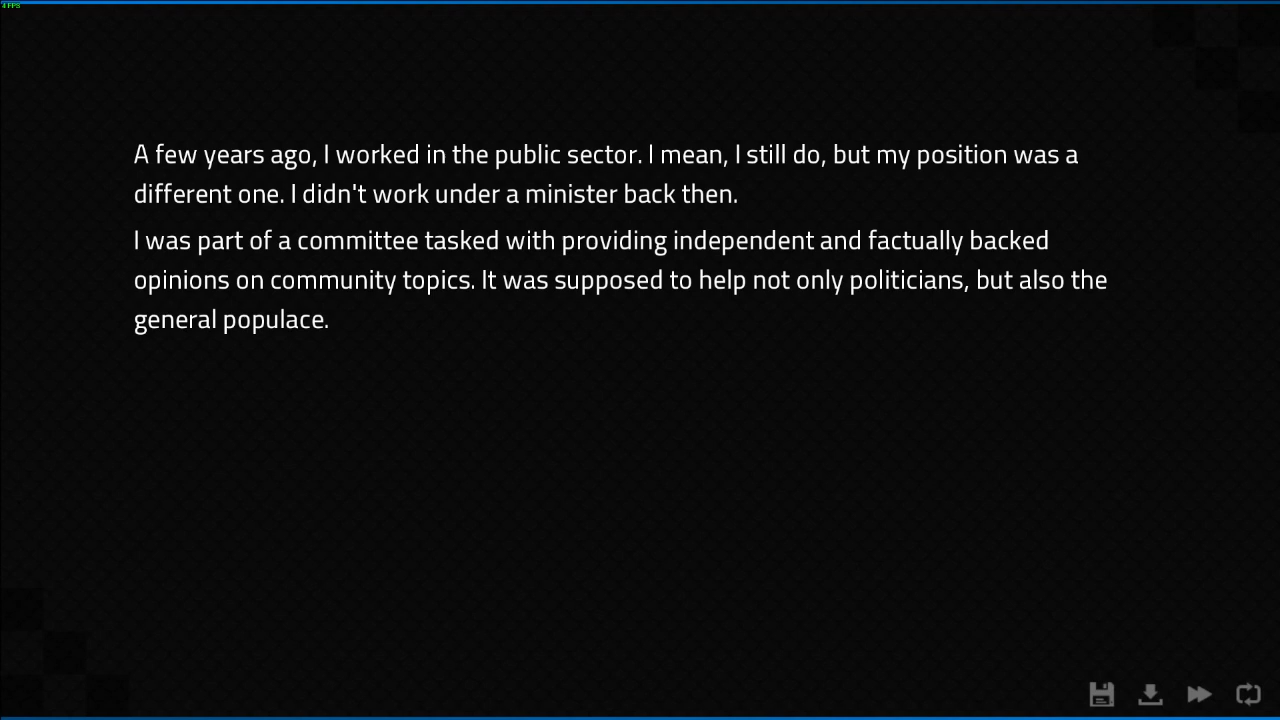 4 FPS
A few years ago, I worked in the public sector. I mean, I still do, but my position was a
different one. I didn't work under a minister back then.
I was part of a committee tasked with providing independent and factually backed
opinions on community topics. It was supposed to help not only politicians, but also the
general populace.